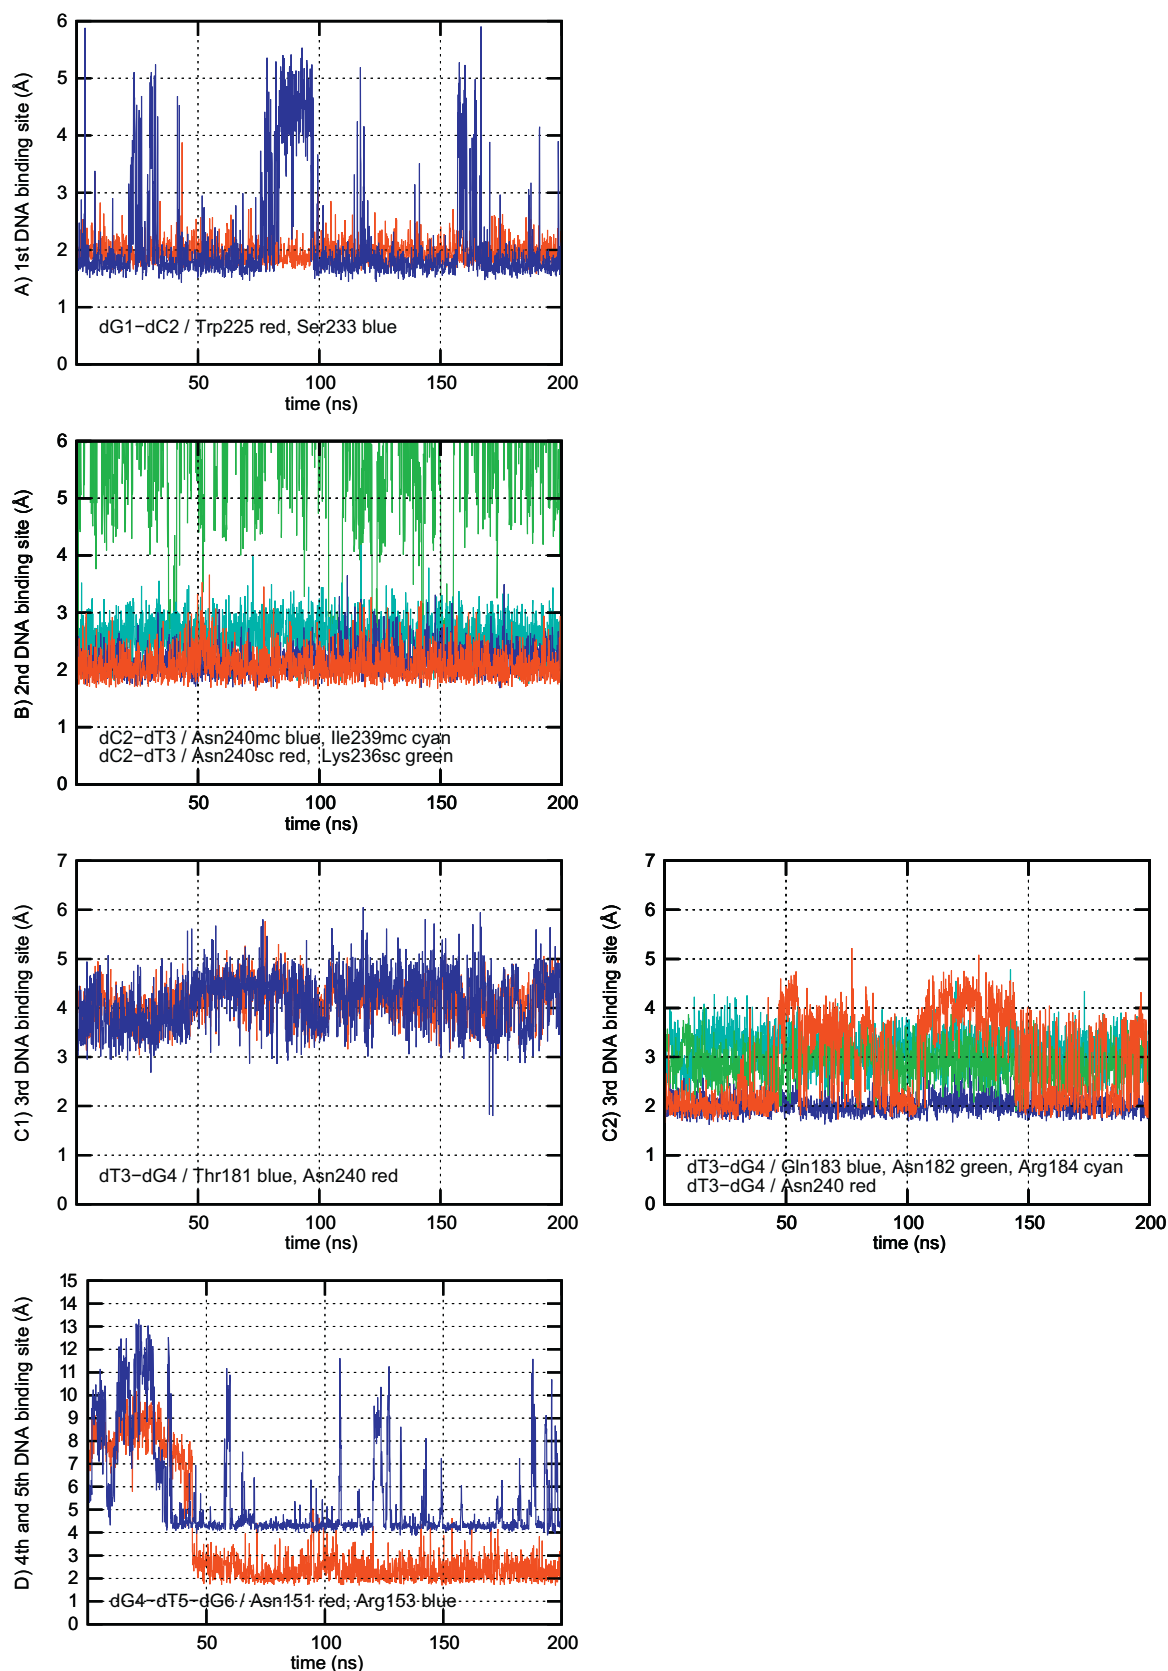 6
5
4
3
2
1
0
A) 1st DNA binding site (Å)
dG1−dC2 / Trp225 red, Ser233 blue
50 100 150 200
time (ns)
6
5
4
3
2
1
0
B) 2nd DNA binding site (Å)
dC2−dT3 / Asn240mc blue, Ile239mc cyan
dC2−dT3 / Asn240sc red, Lys236sc green
50 100 150 200
time (ns)
7
6
5
4
3
2
1
0
C1) 3rd DNA binding site (Å)
dT3−dG4 / Thr181 blue, Asn240 red
50 100 150 200
time (ns)
7
6
5
4
3
2
1
0
C2) 3rd DNA binding site (Å)
dT3−dG4 / Gln183 blue, Asn182 green, Arg184 cyan
dT3−dG4 / Asn240 red
50 100 150 200
time (ns)
15
14
13
12
11
10
9
8
7
6
5
4
3
2
1
0
D) 4th and 5th DNA binding site (Å)
dG4−dT5−dG6 / Asn151 red, Arg153 blue
50 100 150 200
time (ns)